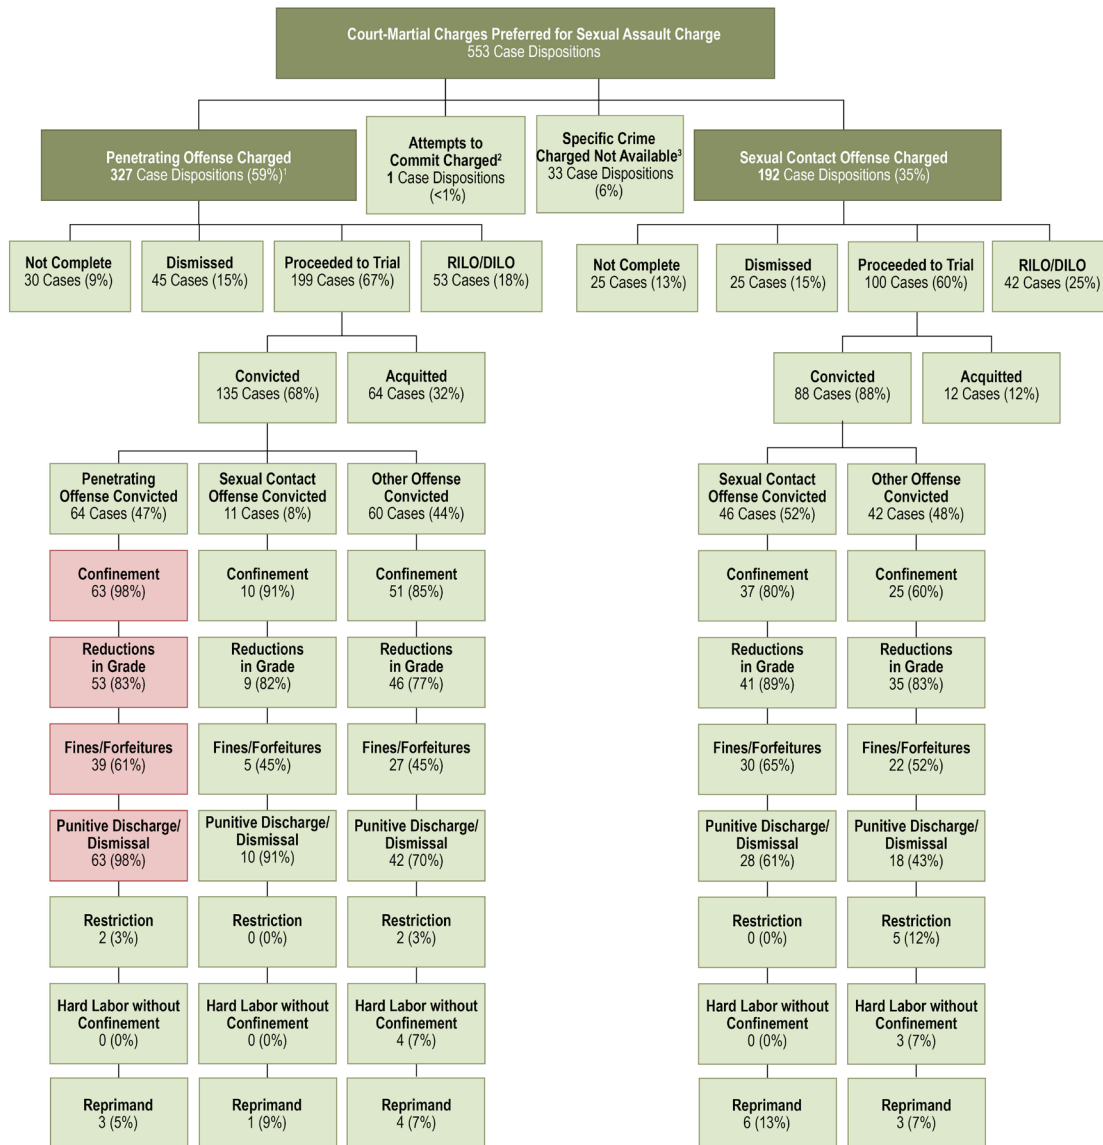 Court-Martial Charges Preferred for Sexual Assault Charge
553 Case Dispositions
Penetrating Offense Charged
327 Case Dispositions (59%)¹
Attempts to
Commit Charged²
1 Case Dispositions
(<1%)
Specific Crime
Charged Not Available³
33 Case Dispositions
(6%)
Sexual Contact Offense Charged
192 Case Dispositions (35%)
Not Complete
30 Cases (9%)
Dismissed
45 Cases (15%)
Proceeded to Trial
199 Cases (67%)
RILO/DILO
53 Cases (18%)
Not Complete
25 Cases (13%)
Dismissed
25 Cases (15%)
Proceeded to Trial
100 Cases (60%)
RILO/DILO
42 Cases (25%)
Convicted
135 Cases (68%)
Acquitted
64 Cases (32%)
Convicted
88 Cases (88%)
Acquitted
12 Cases (12%)
Penetrating
Offense Convicted
64 Cases (47%)
Sexual Contact
Offense Convicted
11 Cases (8%)
Other Offense
Convicted
60 Cases (44%)
Sexual Contact
Offense Convicted
46 Cases (52%)
Other Offense
Convicted
42 Cases (48%)
Confinement
63 (98%)
Confinement
10 (91%)
Confinement
51 (85%)
Confinement
37 (80%)
Confinement
25 (60%)
Reductions
in Grade
53 (83%)
Reductions
in Grade
9 (82%)
Reductions
in Grade
46 (77%)
Reductions
in Grade
41 (89%)
Reductions
in Grade
35 (83%)
Fines/Forfeitures
39 (61%)
Fines/Forfeitures
5 (45%)
Fines/Forfeitures
27 (45%)
Fines/Forfeitures
30 (65%)
Fines/Forfeitures
22 (52%)
Punitive Discharge/
Dismissal
63 (98%)
Punitive Discharge/
Dismissal
10 (91%)
Punitive Discharge/
Dismissal
42 (70%)
Punitive Discharge/
Dismissal
28 (61%)
Punitive Discharge/
Dismissal
18 (43%)
Restriction
2 (3%)
Restriction
0 (0%)
Restriction
2 (3%)
Restriction
0 (0%)
Restriction
5 (12%)
Hard Labor without
Confinement
0 (0%)
Hard Labor without
Confinement
0 (0%)
Hard Labor without
Confinement
4 (7%)
Hard Labor without
Confinement
0 (0%)
Hard Labor without
Confinement
3 (7%)
Reprimand
3 (5%)
Reprimand
1 (9%)
Reprimand
4 (7%)
Reprimand
6 (13%)
Reprimand
3 (7%)